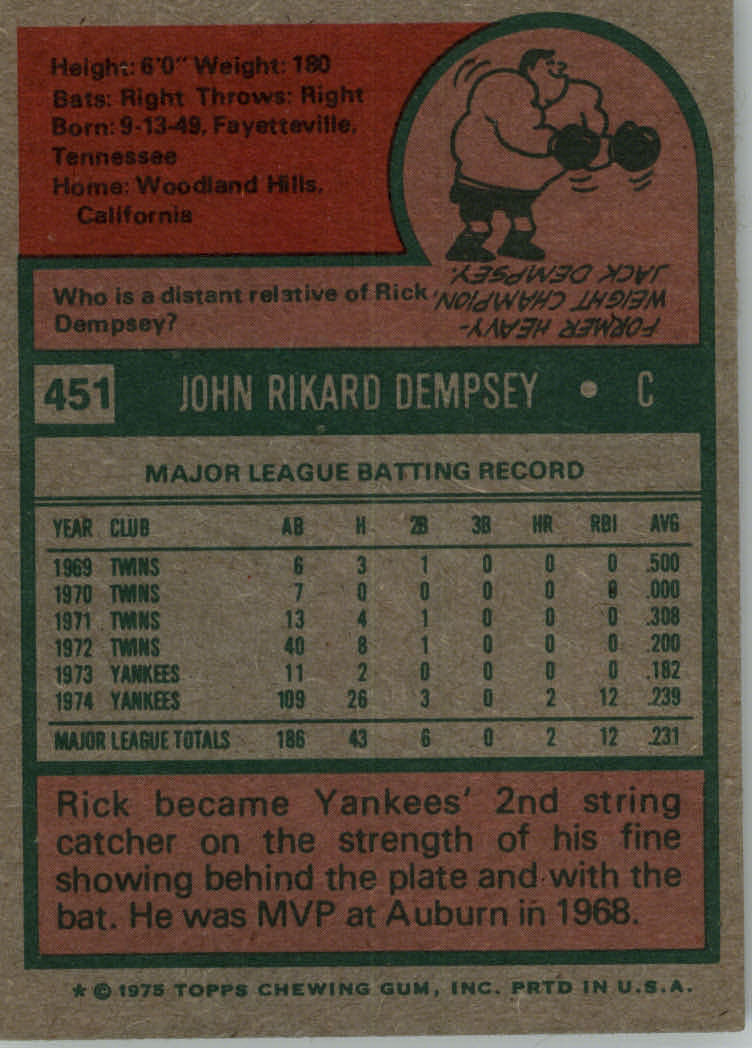 Height: 6'0" Weight: 180
Bats: Right Throws: Right
Born: 9-13-49, Fayetteville,
Tennessee
Home: Woodland Hills,
California
Who is a distant relative of Rick
Dempsey?
FORMER HEAVY-
WEIGHT CHAMPION,
JACK DEMPSEY.
451 JOHN RIKARD DEMPSEY • C
MAJOR LEAGUE BATTING RECORD
YEAR CLUB AB H 2B 3B HR RBI AVG
1969 TWINS 6 3 1 0 0 0 .500
1970 TWINS 7 0 0 0 0 0 .000
1971 TWINS 13 4 1 0 0 0 .308
1972 TWINS 40 8 1 0 0 0 .200
1973 YANKEES 11 2 0 0 0 0 .182
1974 YANKEES 109 26 3 0 2 12 .239
MAJOR LEAGUE TOTALS 186 43 6 0 2 12 .231
Rick became Yankees' 2nd string
catcher on the strength of his fine
showing behind the plate and with the
bat. He was MVP at Auburn in 1968.
* © 1975 TOPPS CHEWING GUM, INC. PRTD IN U.S.A.